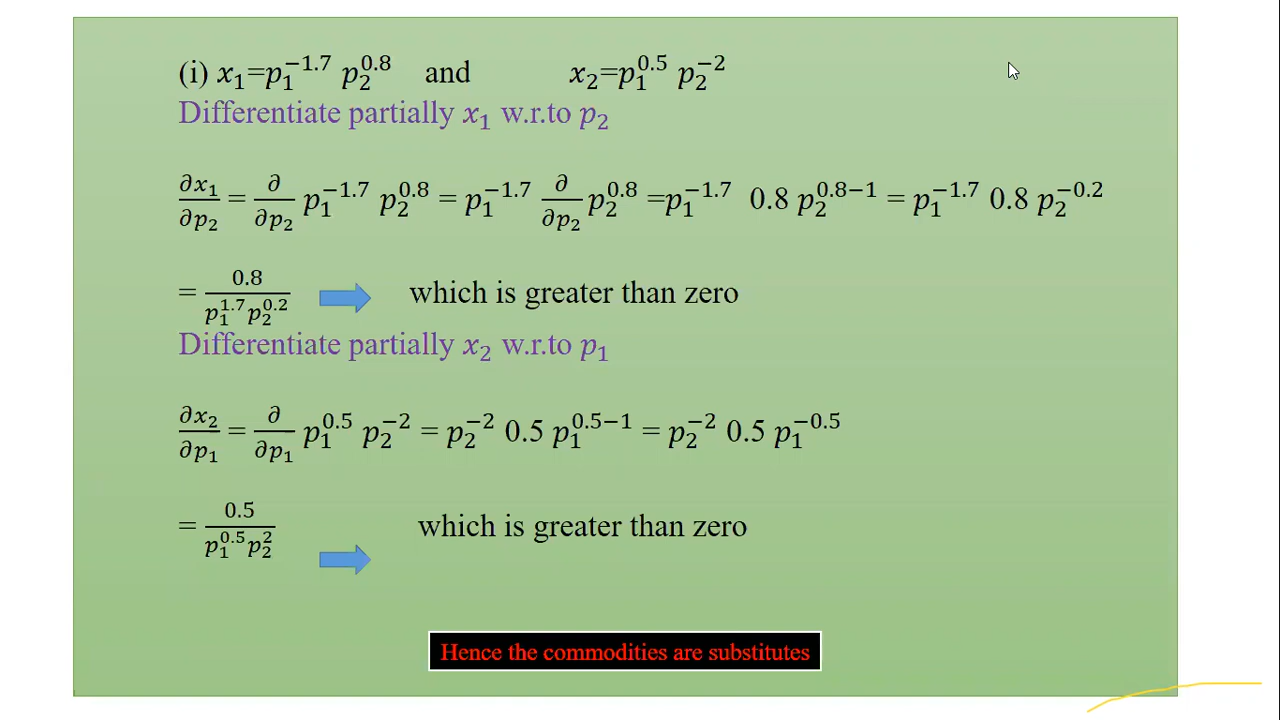 (i) x₁=p₁^−1.7 p₂^0.8 and x₂=p₁^0.5 p₂^−2
Differentiate partially x₁ w.r.to p₂
∂x₁/∂p₂ = ∂/∂p₂ p₁^−1.7 p₂^0.8 = p₁^−1.7 ∂/∂p₂ p₂^0.8 =p₁^−1.7 0.8 p₂^0.8−1 = p₁^−1.7 0.8 p₂^−0.2
= 0.8/p₁^1.7 p₂^0.2 which is greater than zero
Differentiate partially x₂ w.r.to p₁
∂x₂/∂p₁ = ∂/∂p₁ p₁^0.5 p₂^−2 = p₂^−2 0.5 p₁^0.5−1 = p₂^−2 0.5 p₁^−0.5
= 0.5/p₁^0.5 p₂^2 which is greater than zero
Hence the commodities are substitutes